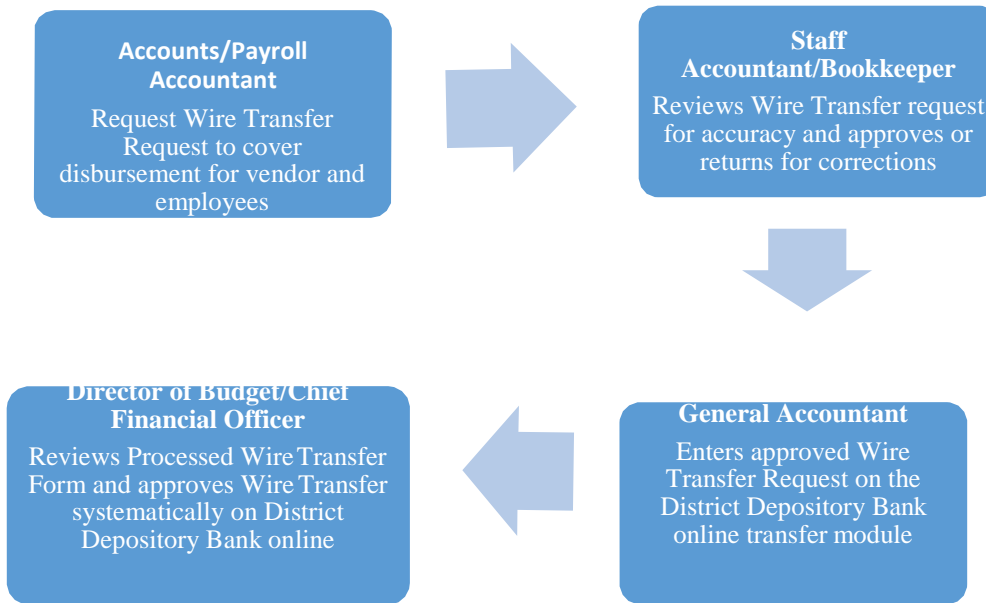 Accounts/Payroll
Accountant
Request Wire Transfer
Request to cover
disbursement for vendor and
employees
Staff
Accountant/Bookkeeper
Reviews Wire Transfer request
for accuracy and approves or
returns for corrections
Director of Budget/Chief
Financial Officer
Reviews Processed Wire Transfer
Form and approves Wire Transfer
systematically on District
Depository Bank online
General Accountant
Enters approved Wire
Transfer Request on the
District Depository Bank
online transfer module